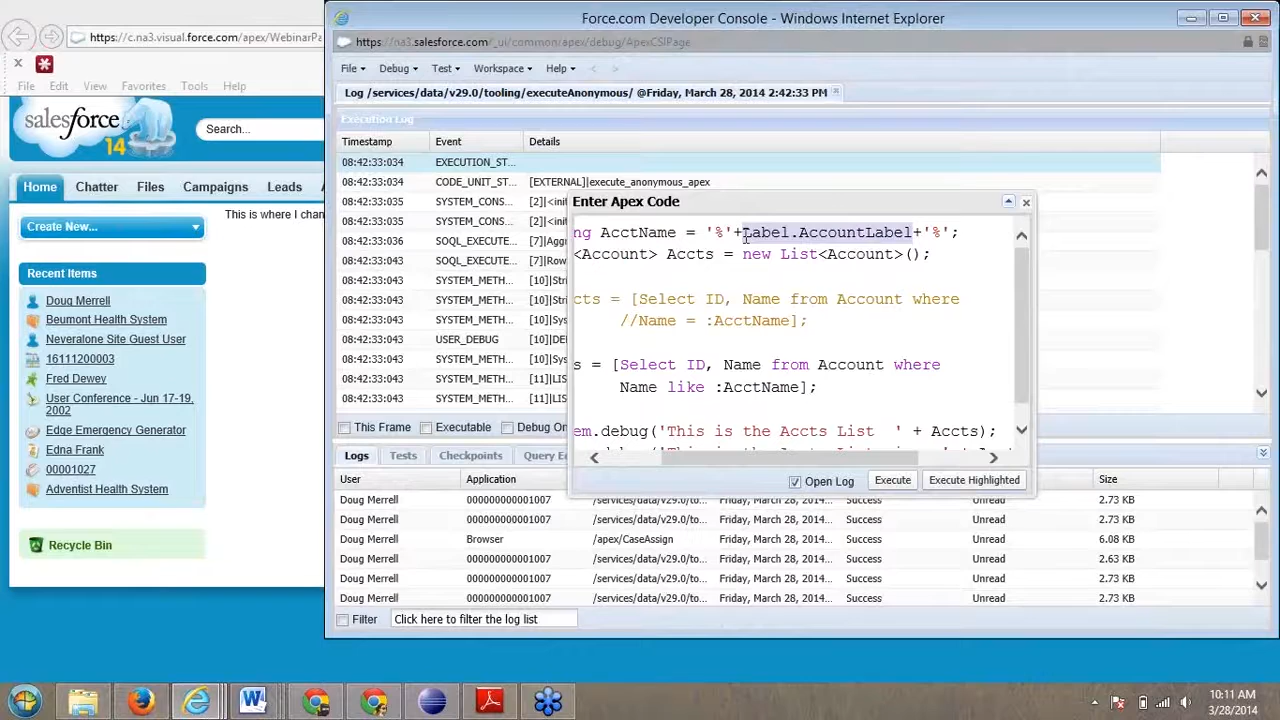 Force.com Developer Console - Windows Internet Explorer
https://c.na3.visual.force.com/apex/WebinarPa
https://na3.salesforce.com/_ui/common/apex/debug/ApexCSIPage
File Edit View Favorites Tools Help
File Debug Test Workspace Help < >
Log /services/data/v29.0/tooling/executeAnonymous/ @Friday, March 28, 2014 2:42:33 PM
salesforce
14
Search...
Home Chatter Files Campaigns Leads
Create New...
This is where I chan
Recent Items
Doug Merrell
Beumont Health System
Neveralone Site Guest User
16111200003
Fred Dewey
User Conference - Jun 17-19,
2002
Edge Emergency Generator
Edna Frank
00001027
Adventist Health System
Recycle Bin
Execution Log
Timestamp Event Details
08:42:33:034 EXECUTION_ST...
08:42:33:034 CODE_UNIT_ST... [EXTERNAL]|execute_anonymous_apex
08:42:33:035 SYSTEM_CONS... [2]|<init
08:42:33:035 SYSTEM_CONS... [2]|<init
08:42:33:036 SOQL_EXECUTE... [7]|Aggr
08:42:33:043 SOQL_EXECUTE... [7]|Row
08:42:33:043 SYSTEM_METH... [10]|Stri
08:42:33:043 SYSTEM_METH... [10]|Stri
08:42:33:043 SYSTEM_METH... [10]|Sys
08:42:33:043 USER_DEBUG [10]|DE
08:42:33:043 SYSTEM_METH... [10]|Sys
08:42:33:043 SYSTEM_METH... [11]|LIS
08:42:33:043 SYSTEM_METH... [11]|LIS
This Frame Executable Debug On
Enter Apex Code
ng AcctName = '%'+Label.AccountLabel+'%';
<Account> Accts = new List<Account>();
cts = [Select ID, Name from Account where
//Name = :AcctName];
s = [Select ID, Name from Account where
Name like :AcctName];
em.debug('This is the Accts List ' + Accts);
Open Log Execute Execute Highlighted
Logs Tests Checkpoints Query E
User Application Size
Doug Merrell 000000000001007 /services/data/v29.0/to... Friday, March 28, 2014... Success Unread 2.73 KB
Doug Merrell 000000000001007 /services/data/v29.0/to... Friday, March 28, 2014... Success Unread 2.73 KB
Doug Merrell Browser /apex/CaseAssign Friday, March 28, 2014... Success Unread 6.08 KB
Doug Merrell 000000000001007 /services/data/v29.0/to... Friday, March 28, 2014... Success Unread 2.63 KB
Doug Merrell 000000000001007 /services/data/v29.0/to... Friday, March 28, 2014... Success Unread 2.73 KB
Doug Merrell 000000000001007 /services/data/v29.0/to... Friday, March 28, 2014... Success Unread 2.73 KB
Filter Click here to filter the log list
10:11 AM
3/28/2014